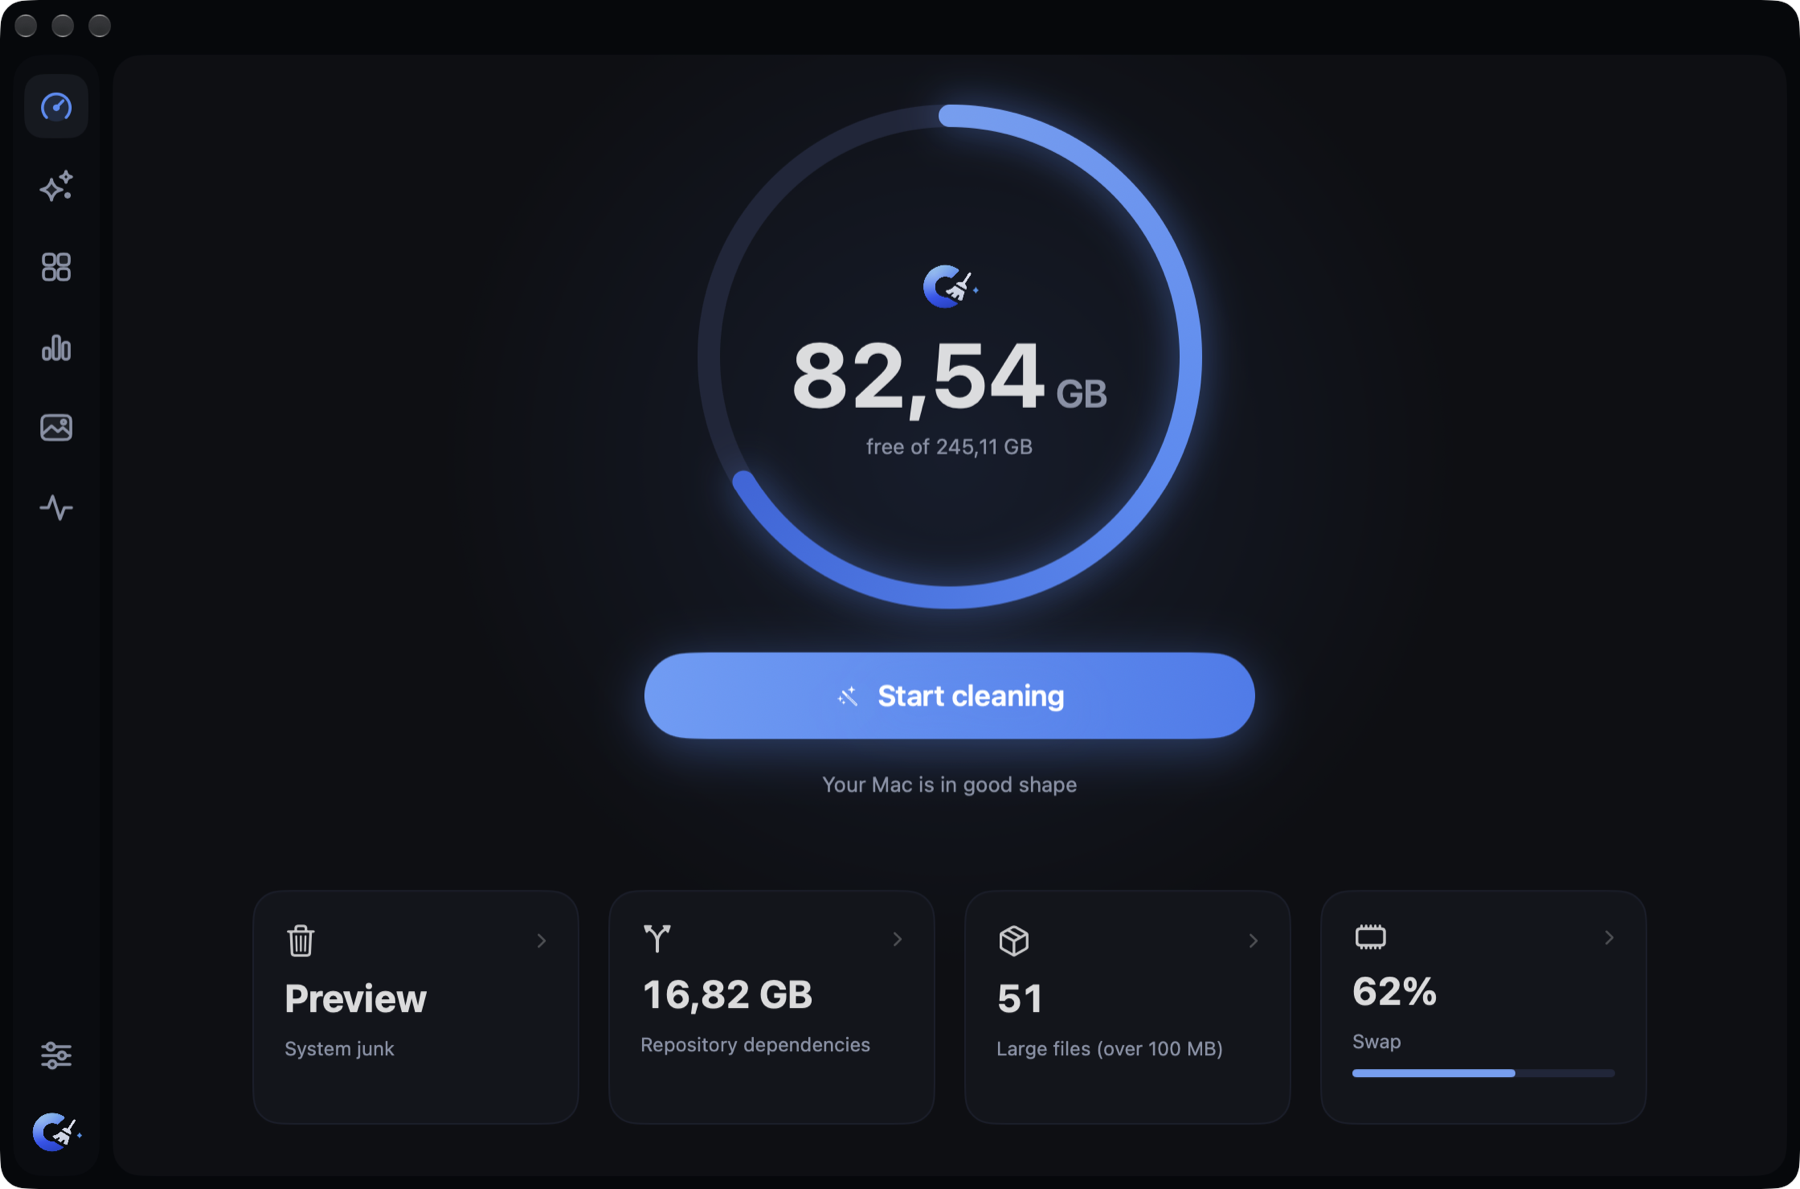 82,54 GB
free of 245,11 GB
Start cleaning
Your Mac is in good shape
Preview
System junk
16,82 GB
Repository dependencies
51
Large files (over 100 MB)
62%
Swap